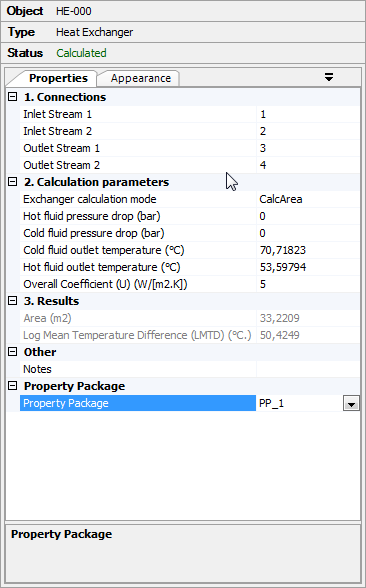 Object HE-000
Type Heat Exchanger
Status Calculated
Properties Appearance
1. Connections
Inlet Stream 1 1
Inlet Stream 2 2
Outlet Stream 1 3
Outlet Stream 2 4
2. Calculation parameters
Exchanger calculation mode CalcArea
Hot fluid pressure drop (bar) 0
Cold fluid pressure drop (bar) 0
Cold fluid outlet temperature (°C) 70,71823
Hot fluid outlet temperature (°C) 53,59794
Overall Coefficient (U) (W/[m2.K]) 5
3. Results
Area (m2) 33,2209
Log Mean Temperature Difference (LMTD) (°C.) 50,4249
Other
Notes
Property Package
Property Package PP_1
Property Package